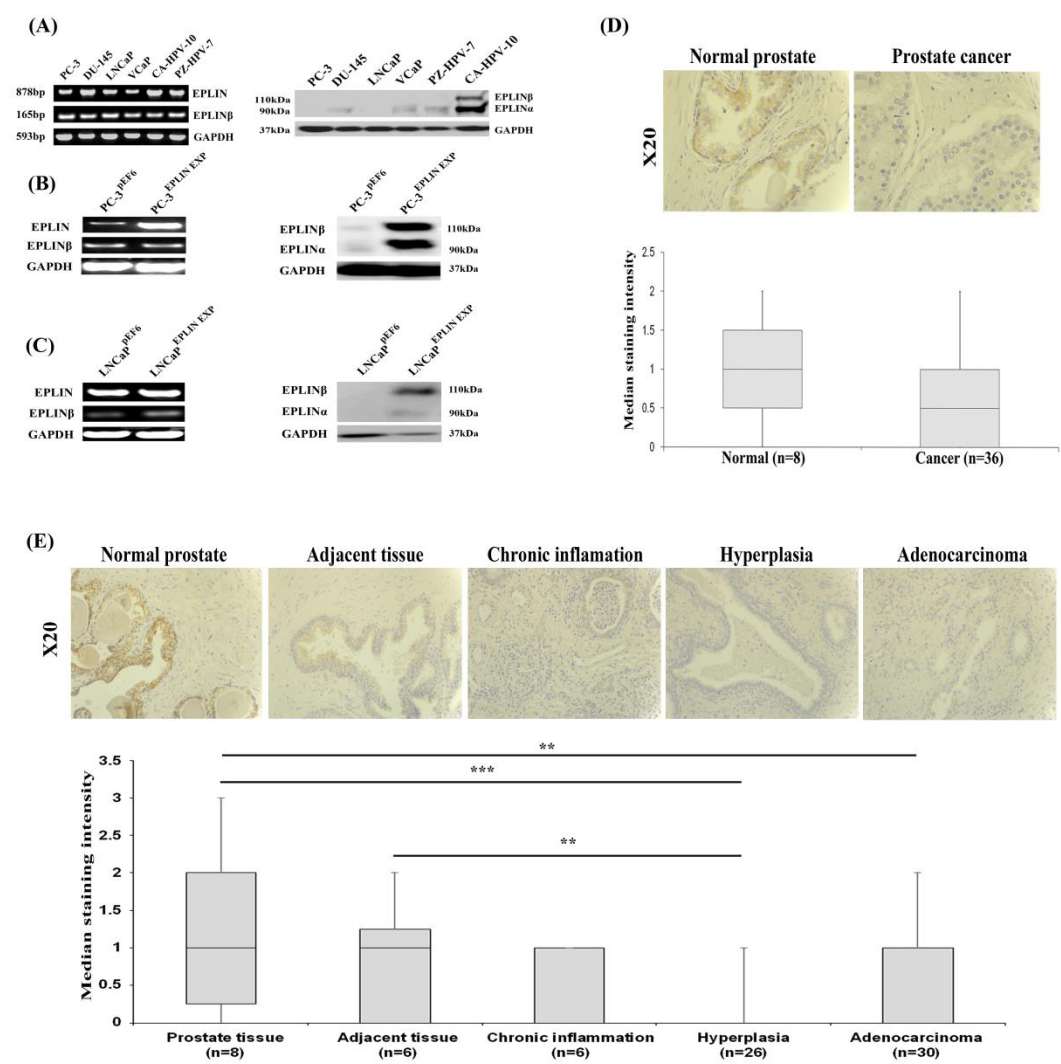 (A)
PC-3
DU-145
LNCaP
VCaP
CA-HPV-10
PZ-HPV-7
878bp
EPLIN
165bp
EPLINβ
593bp
GAPDH
PC-3
DU-145
LNCaP
VCaP
PZ-HPV-7
CA-HPV-10
110kDa
EPLINβ
90kDa
EPLINα
37kDa
GAPDH
(B)
PC-3pEF6
PC-3EPLIN EXP
EPLIN
EPLINβ
GAPDH
PC-3pEF6
PC-3EPLIN EXP
EPLINβ
110kDa
EPLINα
90kDa
GAPDH
37kDa
(C)
LNCaPpEF6
LNCaPEPLIN EXP
EPLIN
EPLINβ
GAPDH
LNCaPpEF6
LNCaPEPLIN EXP
EPLINβ
110kDa
EPLINα
90kDa
GAPDH
37kDa
(D)
Normal prostate
Prostate cancer
X20
Median staining intensity
2.5
2
1.5
1
0.5
0
Normal (n=8)
Cancer (n=36)
(E)
Normal prostate
Adjacent tissue
Chronic inflamation
Hyperplasia
Adenocarcinoma
X20
Median staining intensity
3.5
3
2.5
2
1.5
1
0.5
0
**
***
**
Prostate tissue
(n=8)
Adjacent tissue
(n=6)
Chronic inflammation
(n=6)
Hyperplasia
(n=26)
Adenocarcinoma
(n=30)